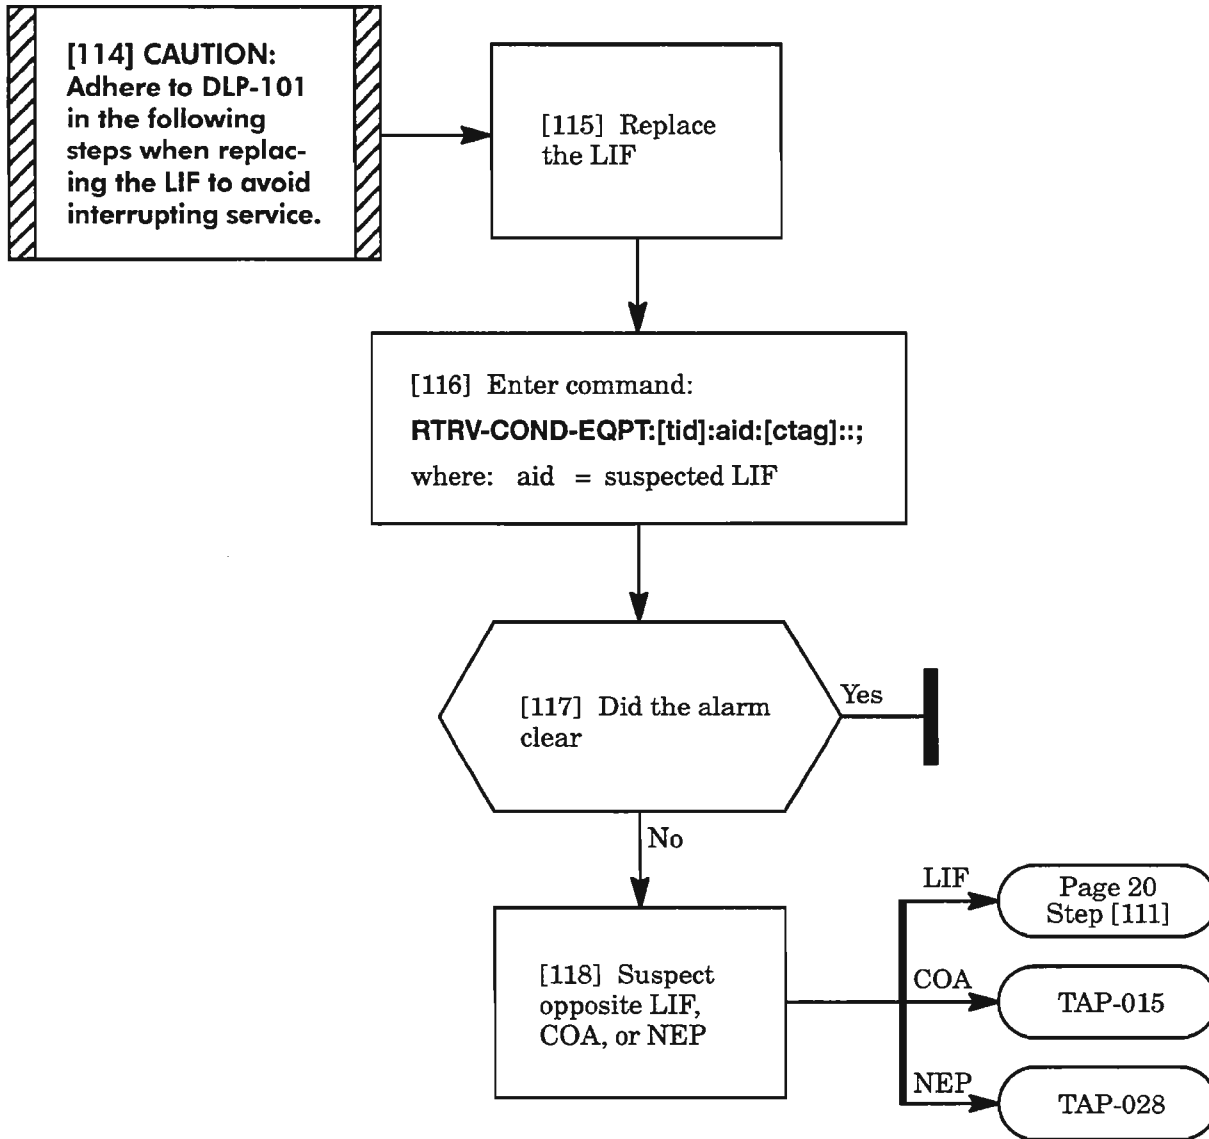 [114] CAUTION:
Adhere to DLP-101
in the following
steps when replac-
ing the LIF to avoid
interrupting service.
[115] Replace
the LIF
[116] Enter command:
RTRV-COND-EQPT:[tid]:aid:[ctag]::;
where: aid = suspected LIF
[117] Did the alarm
clear
Yes
No
[118] Suspect
opposite LIF,
COA, or NEP
LIF
Page 20
Step [111]
COA
TAP-015
NEP
TAP-028